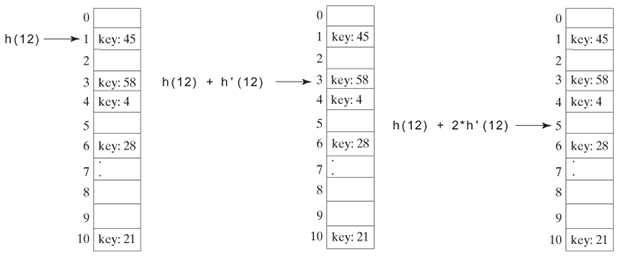 0
h(12) 1 key: 45
2
3 key: 58
4 key: 4
5
6 key: 28
7 :
8
9
10 key: 21
0
1 key: 45
2
h(12) + h'(12) 3 key: 58
4 key: 4
5
6 key: 28
7 :
8
9
10 key: 21
0
1 key: 45
2
3 key: 58
4 key: 4
h(12) + 2*h'(12) 5
6 key: 28
7 :
8
9
10 key: 21